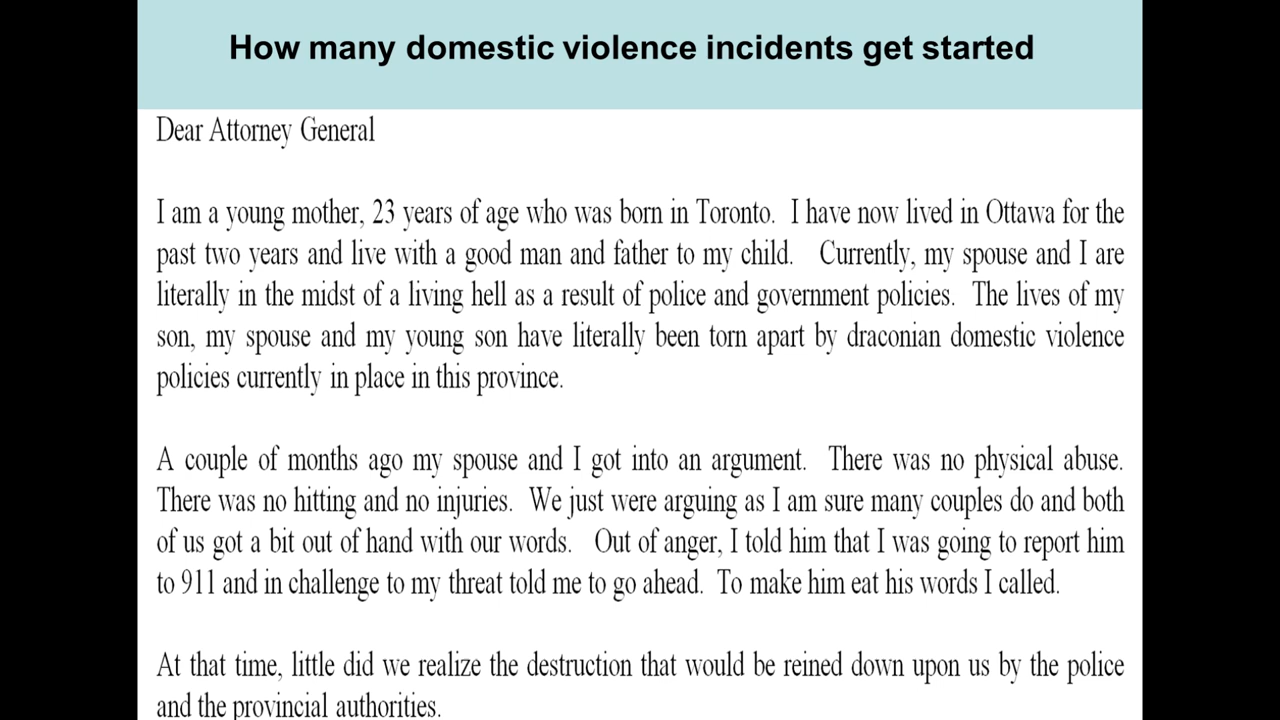 How many domestic violence incidents get started
Dear Attorney General
I am a young mother, 23 years of age who was born in Toronto. I have now lived in Ottawa for the
past two years and live with a good man and father to my child. Currently, my spouse and I are
literally in the midst of a living hell as a result of police and government policies. The lives of my
son, my spouse and my young son have literally been torn apart by draconian domestic violence
policies currently in place in this province.
A couple of months ago my spouse and I got into an argument. There was no physical abuse.
There was no hitting and no injuries. We just were arguing as I am sure many couples do and both
of us got a bit out of hand with our words. Out of anger, I told him that I was going to report him
to 911 and in challenge to my threat told me to go ahead. To make him eat his words I called.
At that time, little did we realize the destruction that would be reined down upon us by the police
and the provincial authorities.